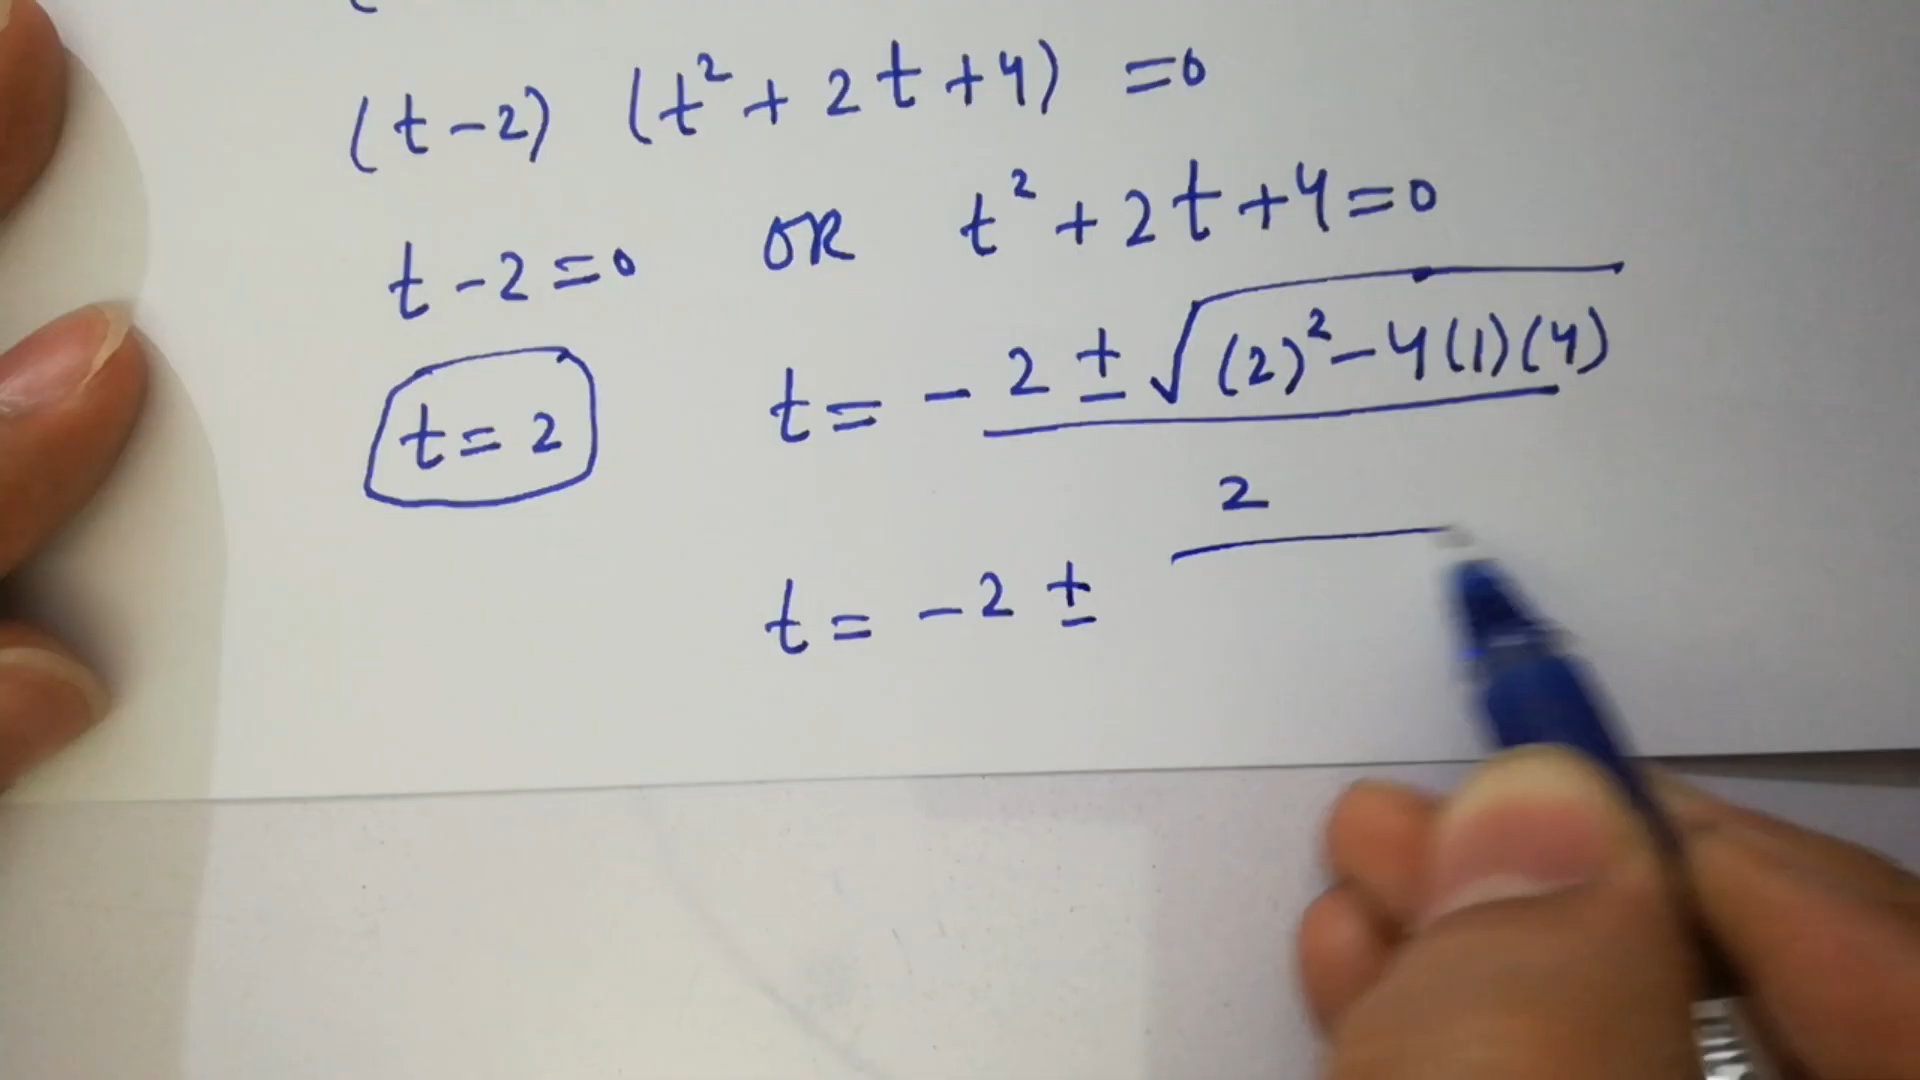 (t-2) (t²+2t+4) =0
t-2=0 OR t²+2t+4=0
t=2 t= -2±√(2)²-4(1)(4)
2
t= -2 ±